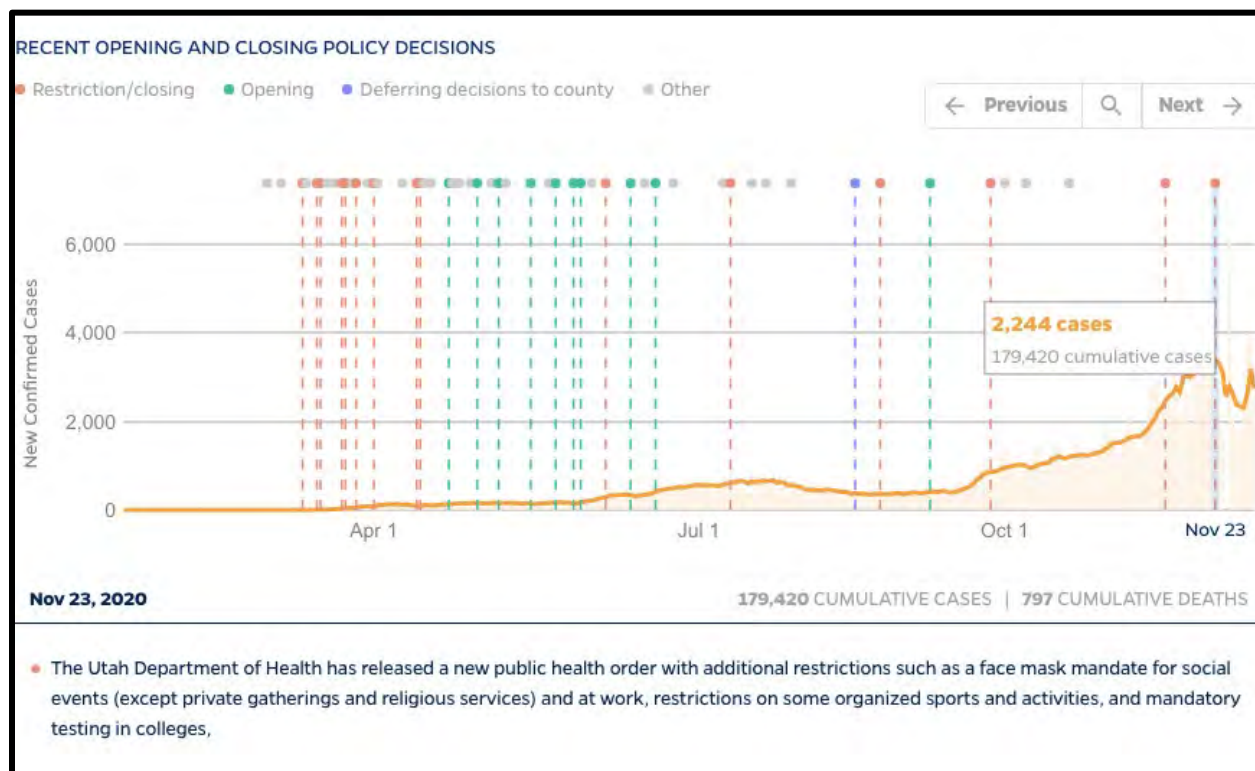 RECENT OPENING AND CLOSING POLICY DECISIONS
Restriction/closing Opening Deferring decisions to county Other
Previous Next
6,000
4,000
2,000
0
New Confirmed Cases
2,244 cases
179,420 cumulative cases
Apr 1 Jul 1 Oct 1 Nov 23
Nov 23, 2020 179,420 CUMULATIVE CASES | 797 CUMULATIVE DEATHS
The Utah Department of Health has released a new public health order with additional restrictions such as a face mask mandate for social
events (except private gatherings and religious services) and at work, restrictions on some organized sports and activities, and mandatory
testing in colleges,